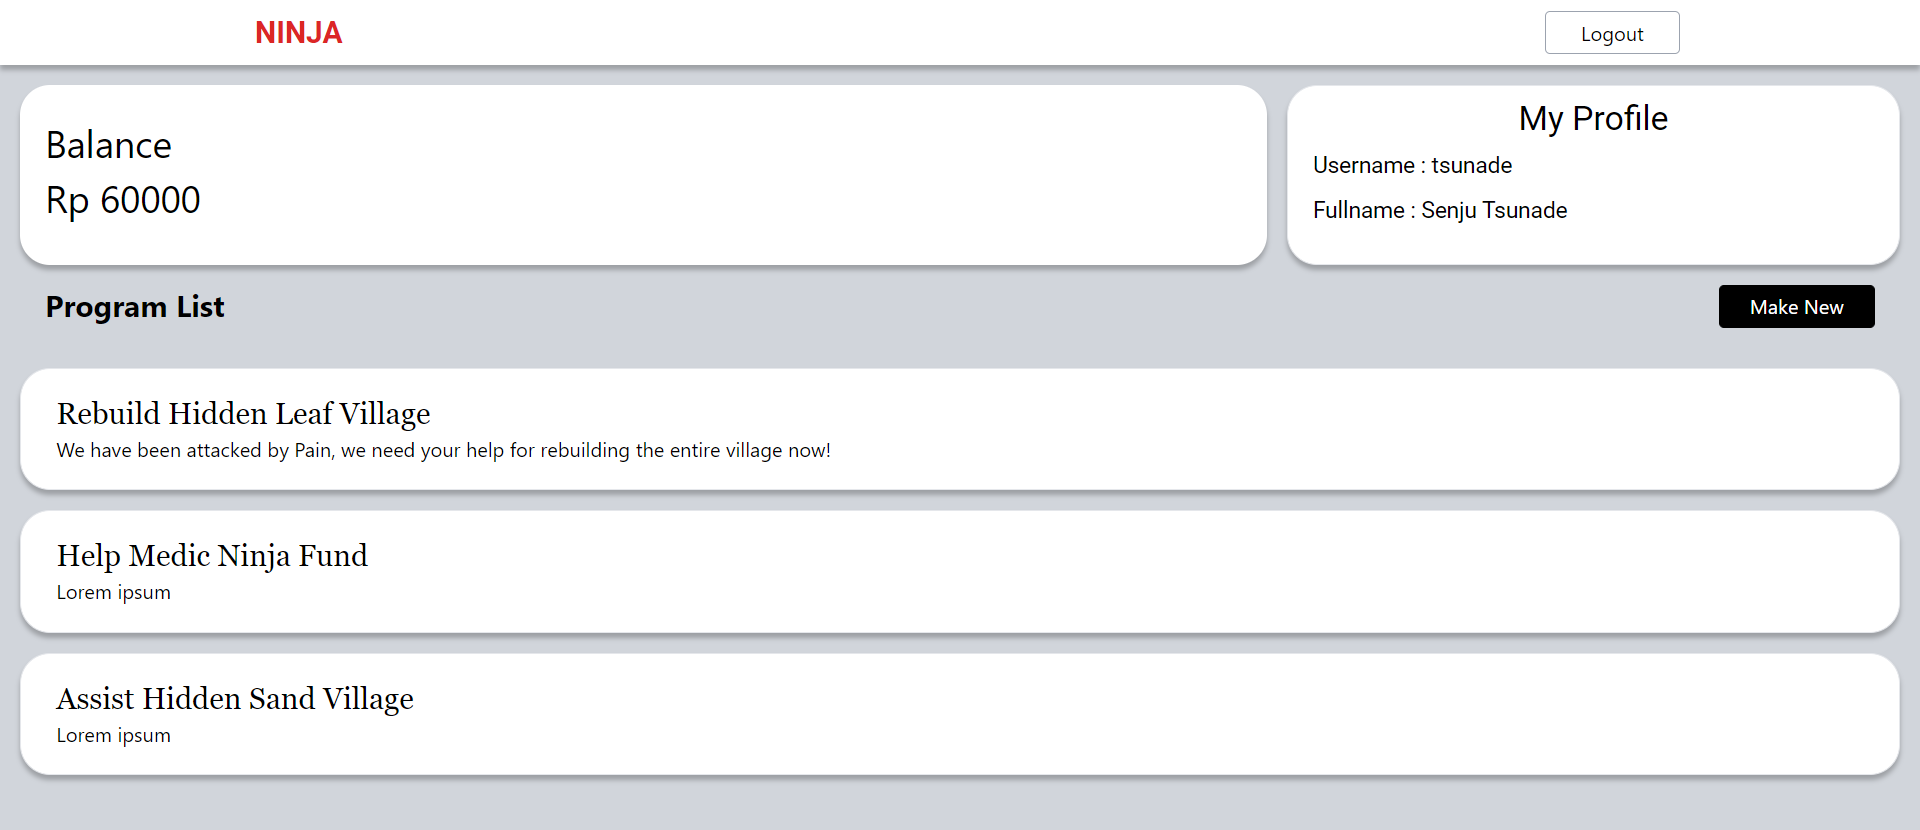 NINJA
Logout
Balance
Rp 60000
My Profile
Username : tsunade
Fullname : Senju Tsunade
Program List
Make New
Rebuild Hidden Leaf Village
We have been attacked by Pain, we need your help for rebuilding the entire village now!
Help Medic Ninja Fund
Lorem ipsum
Assist Hidden Sand Village
Lorem ipsum